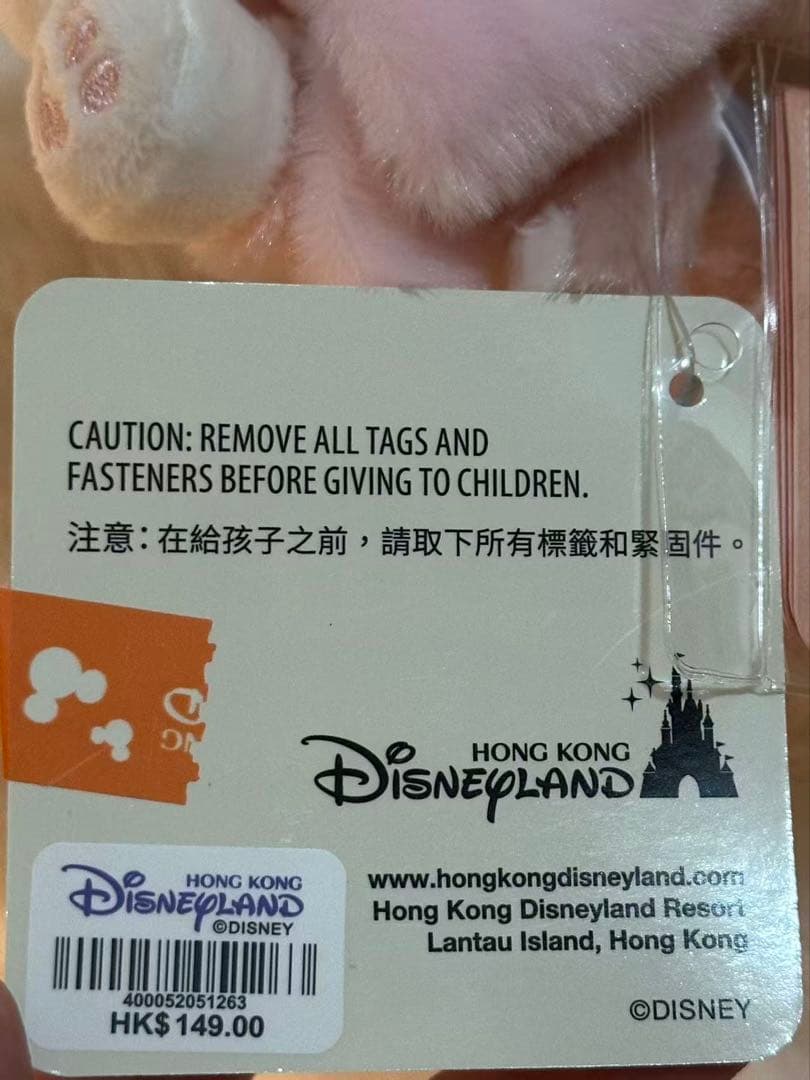 CAUTION: REMOVE ALL TAGS AND
FASTENERS BEFORE GIVING TO CHILDREN.
注意：在給孩子之前，請取下所有標籤和緊固件。
HONG KONG
DISNEYLAND
www.hongkongdisneyland.com
Hong Kong Disneyland Resort
Lantau Island, Hong Kong
©DISNEY
HONG KONG
DISNEYLAND
©DISNEY
400052051263
HK$149.00